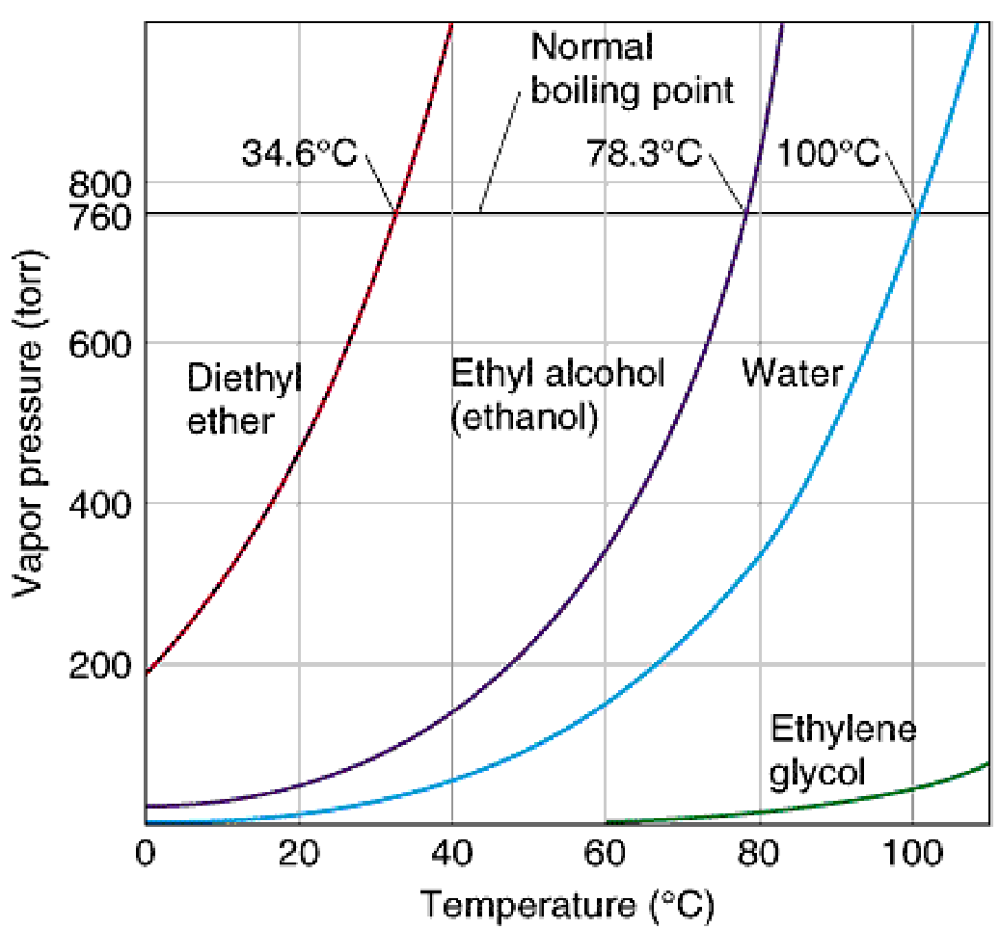 Normal
boiling point
34.6°C
78.3°C
100°C
800
760
600
400
200
Vapor pressure (torr)
Diethyl
ether
Ethyl alcohol
(ethanol)
Water
Ethylene
glycol
0
20
40
60
80
100
Temperature (°C)